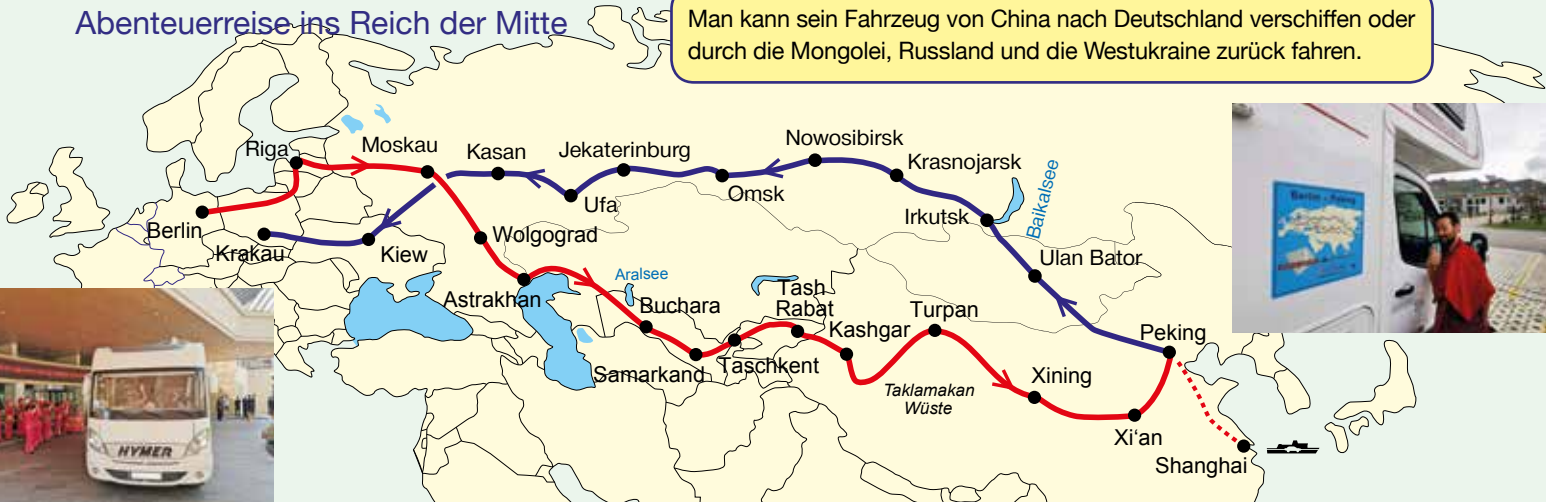 Abenteuerreise ins Reich der Mitte
Man kann sein Fahrzeug von China nach Deutschland verschiffen oder
durch die Mongolei, Russland und die Westukraine zurück fahren.
Riga
Moskau
Kasan
Jekaterinburg
Nowosibirsk
Krasnojarsk
Omsk
Ufa
Irkutsk
Baikalsee
Berlin
Krakau
Kiew
Wolgograd
Ulan Bator
Astrakhan
Aralsee
Buchara
Tash
Rabat
Turpan
Kashgar
Peking
Samarkand
Taschkent
Taklamakan
Wüste
Xining
Xi‘an
Shanghai
HYMER
Berlin - Peking